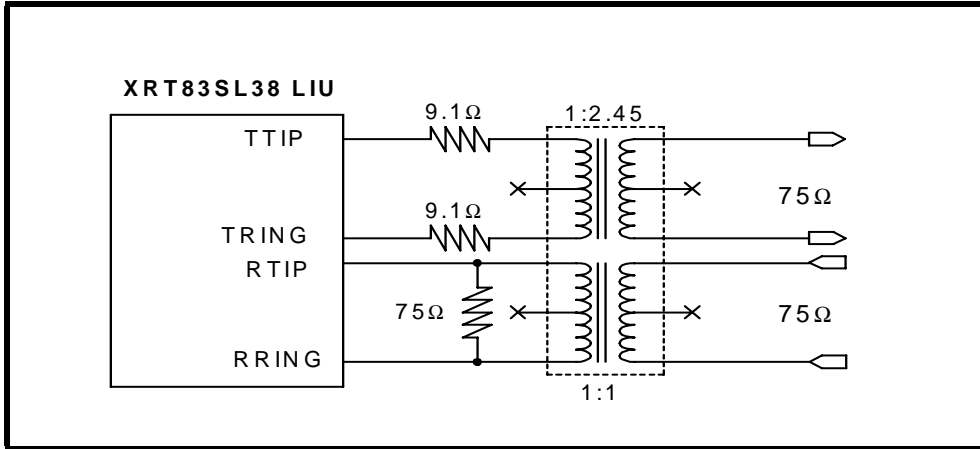 XRT83SL38 LIU
9.1Ω
1:2.45
TTIP
75Ω
9.1Ω
TRING
RTIP
75Ω
75Ω
RRING
1:1